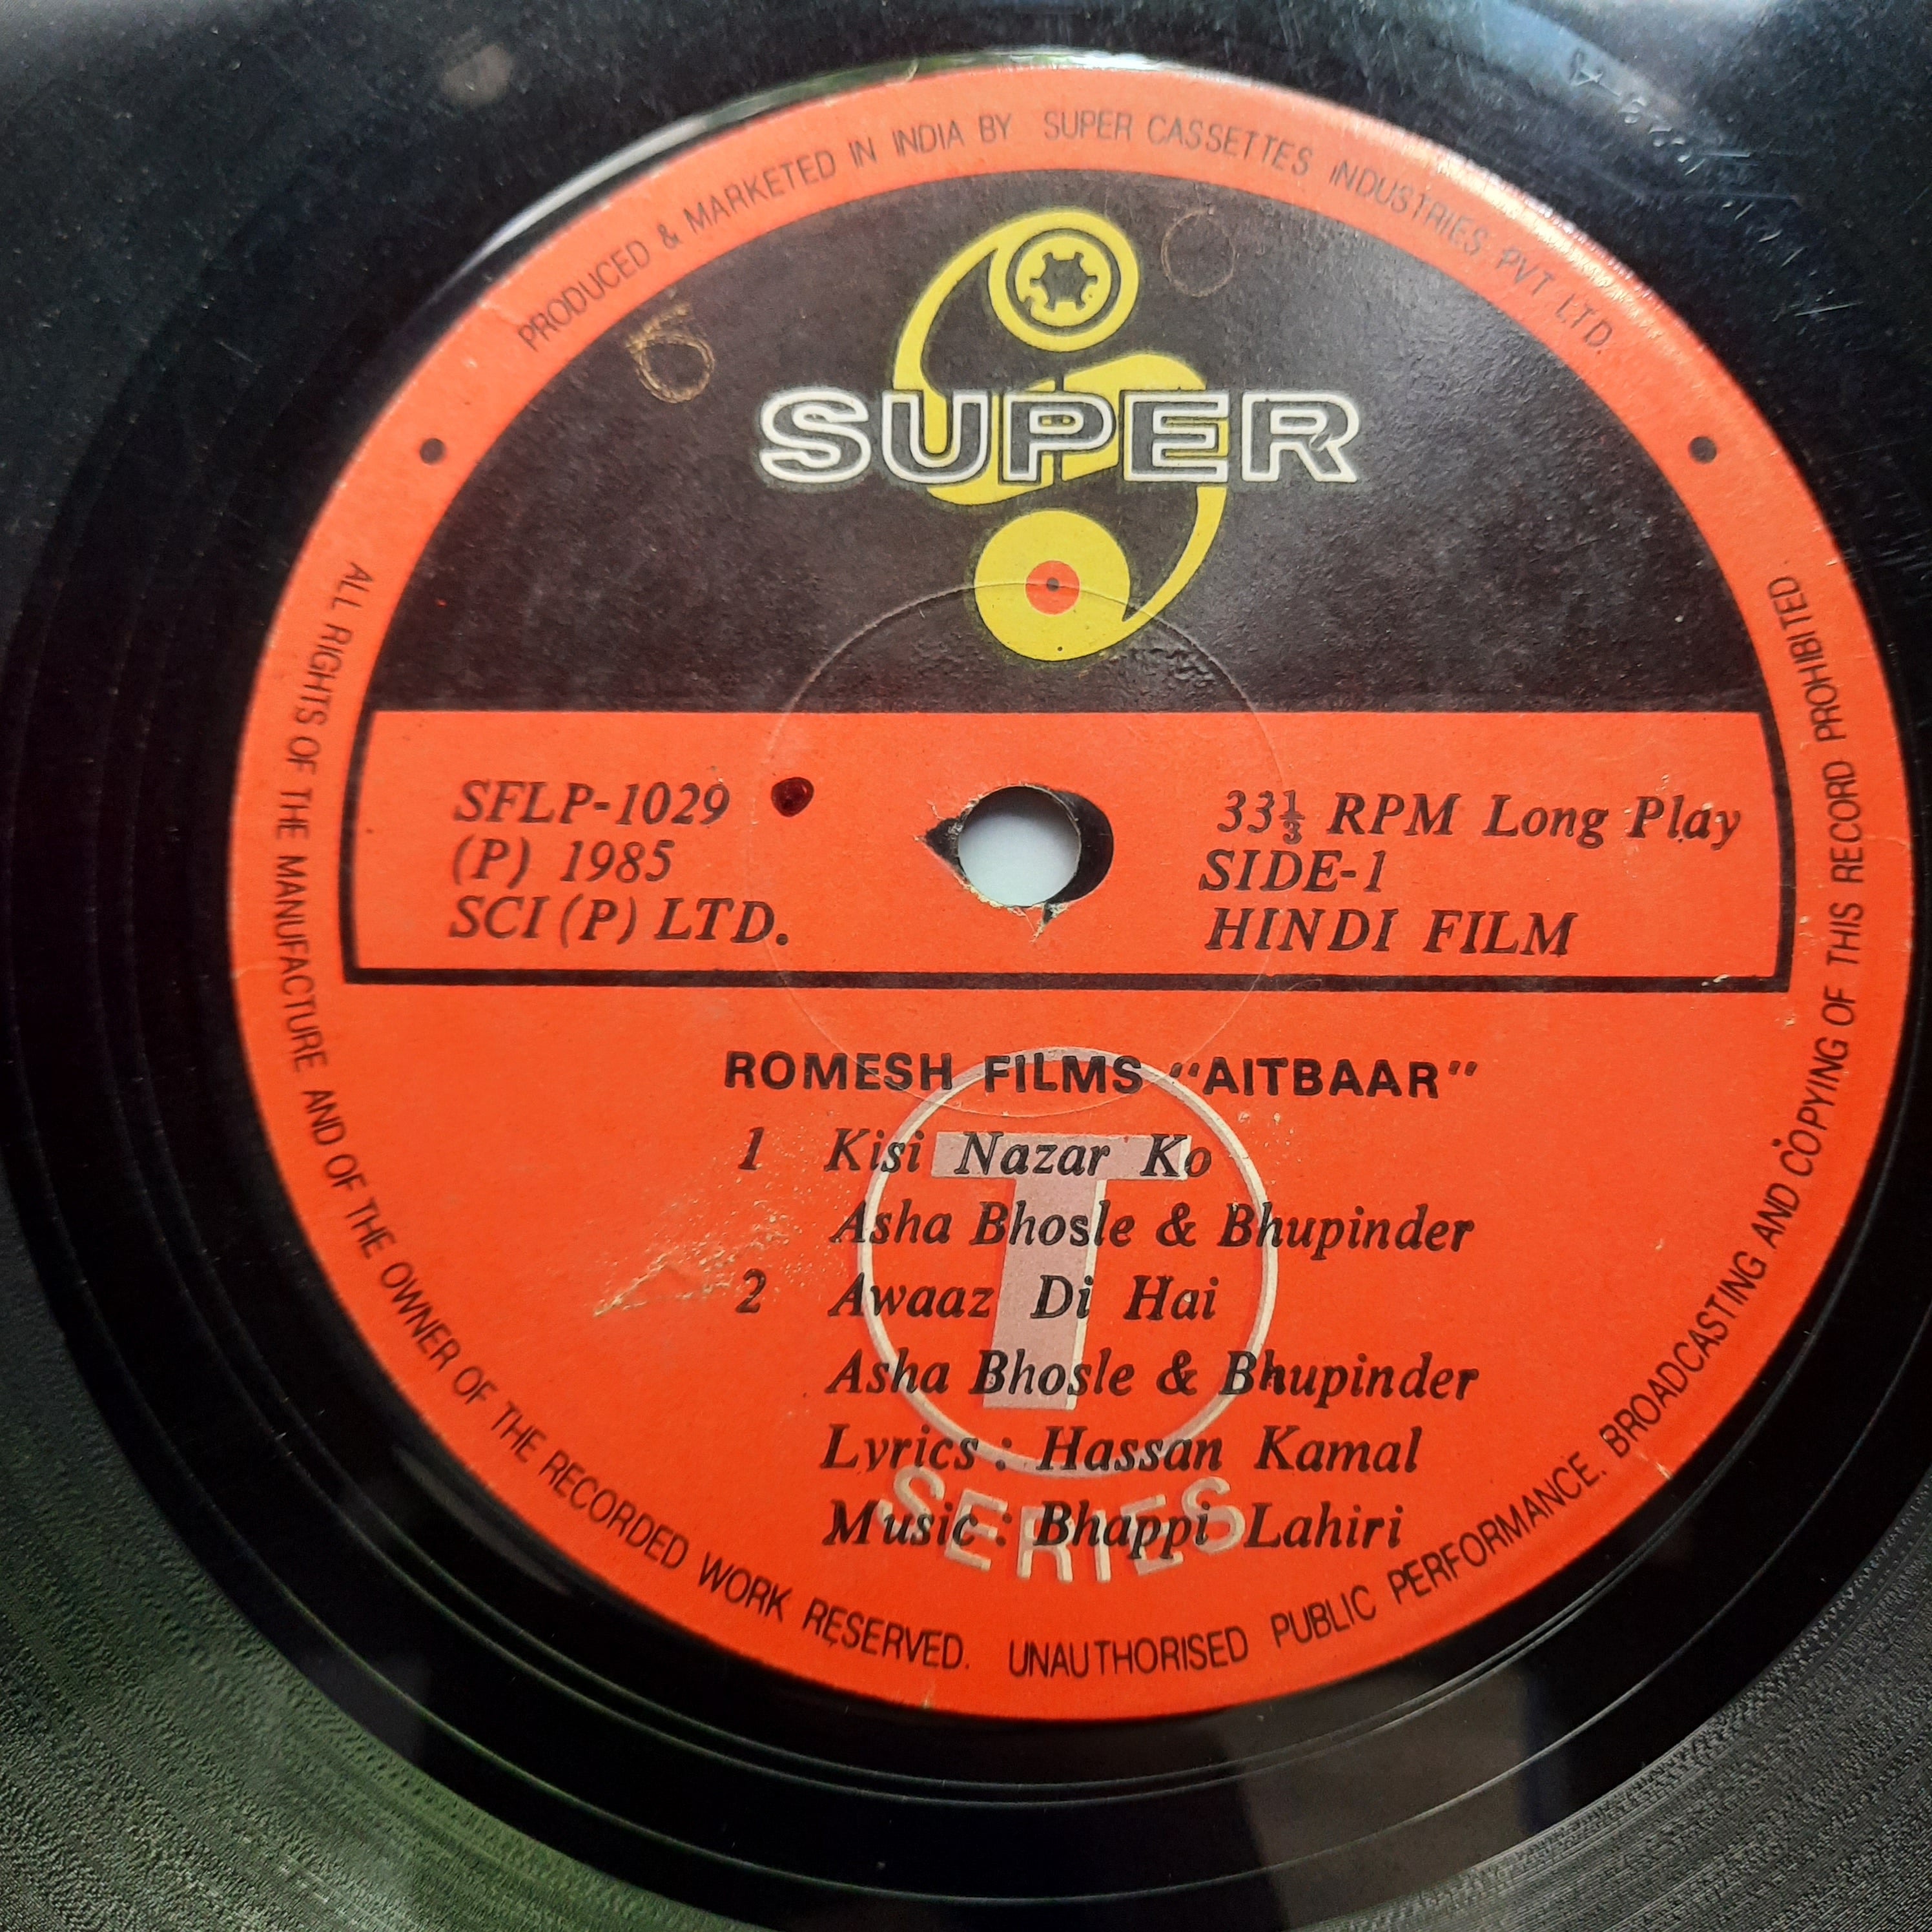 PRODUCED & MARKETED IN INDIA BY SUPER CASSETTES INDUSTRIES PVT. LTD.
SUPER
SFLP-1029
(P) 1985
SCI (P) LTD.
33⅓ RPM Long Play
SIDE-1
HINDI FILM
ROMESH FILMS "AITBAAR"
1 Kisi Nazar Ko
Asha Bhosle & Bhupinder
2 Awaaz Di Hai
Asha Bhosle & Bhupinder
Lyrics : Hassan Kamal
Music : Bhappi Lahiri
T
SERIES
ALL RIGHTS OF THE MANUFACTURE AND OF THE OWNER OF THE RECORDED WORK RESERVED. UNAUTHORISED PUBLIC PERFORMANCE. BROADCASTING AND COPYING OF THIS RECORD PROHIBITED.